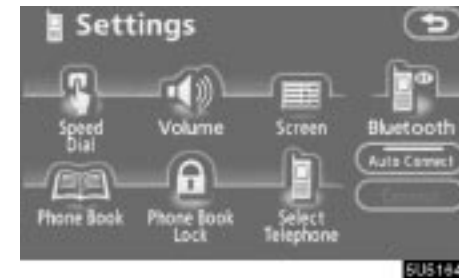 Settings
Speed
Dial
Volume
Screen
Bluetooth
Auto Connect
Phone Book
Phone Book
Lock
Select
Telephone
5U5164